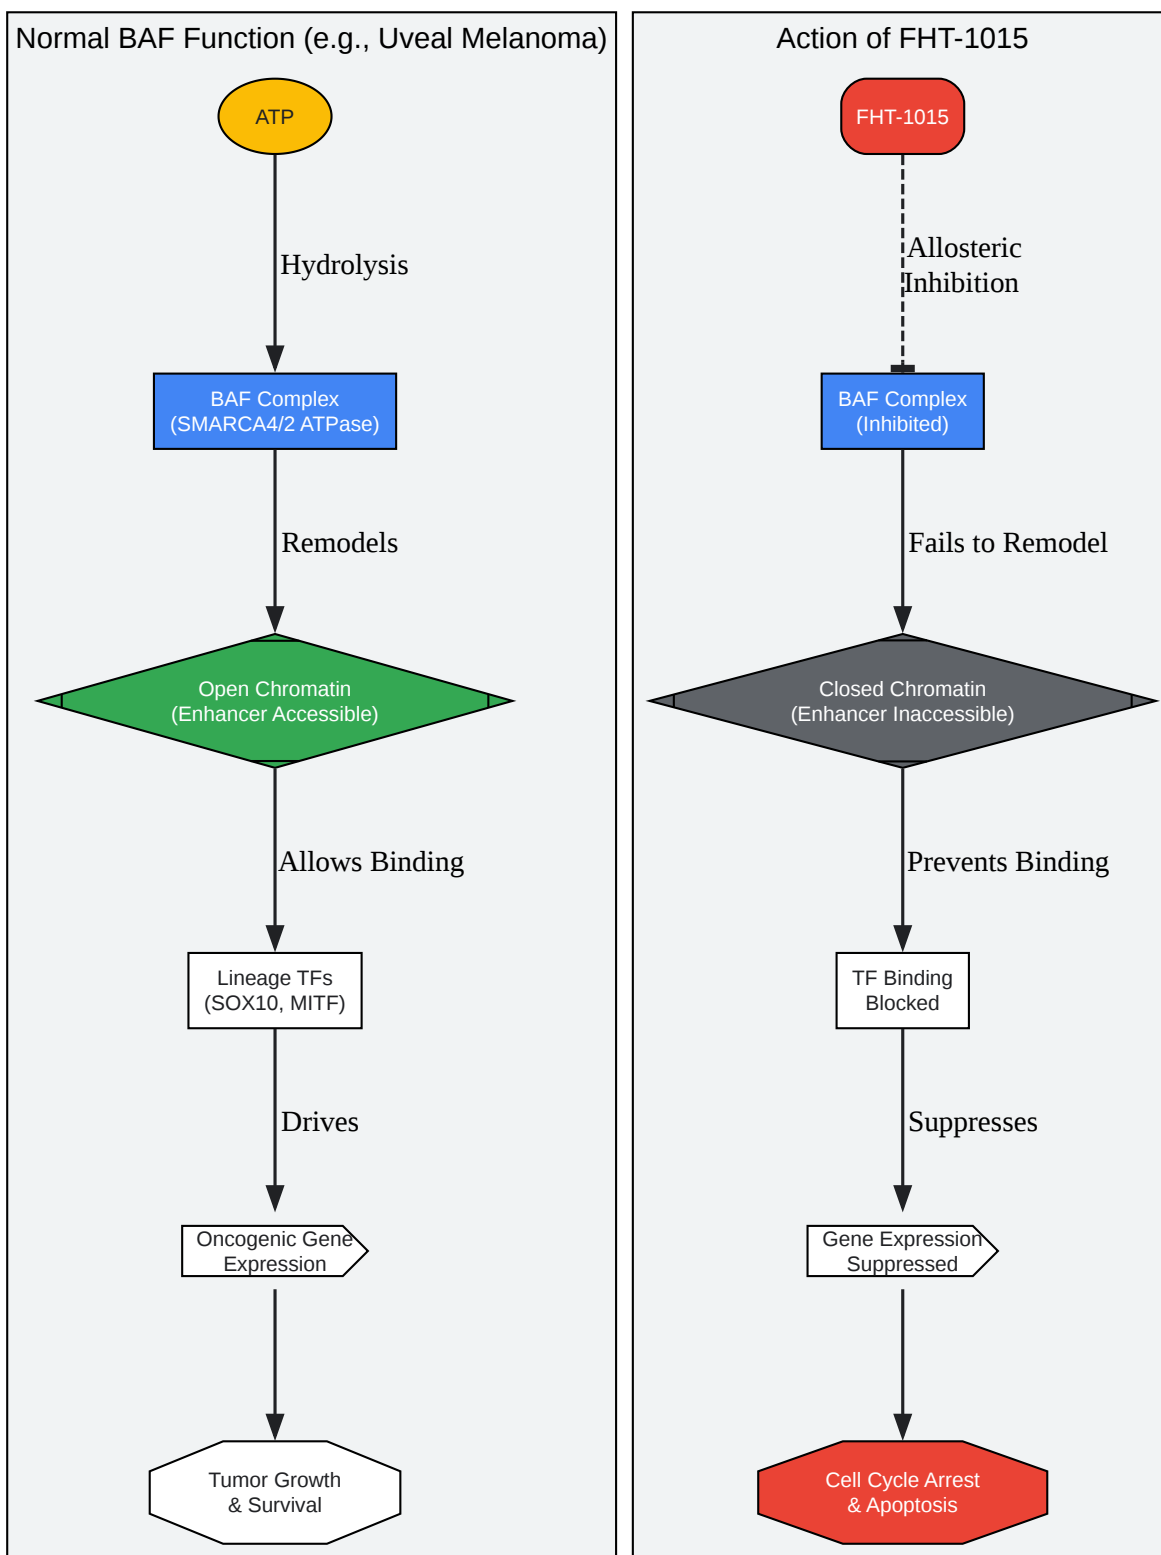 Normal BAF Function (e.g., Uveal Melanoma)
ATP
Hydrolysis
BAF Complex
(SMARCA4/2 ATPase)
Remodels
Open Chromatin
(Enhancer Accessible)
Allows Binding
Lineage TFs
(SOX10, MITF)
Drives
Oncogenic Gene
Expression
Tumor Growth
& Survival
Action of FHT-1015
FHT-1015
Allosteric
Inhibition
BAF Complex
(Inhibited)
Fails to Remodel
Closed Chromatin
(Enhancer Inaccessible)
Prevents Binding
TF Binding
Blocked
Suppresses
Gene Expression
Suppressed
Cell Cycle Arrest
& Apoptosis